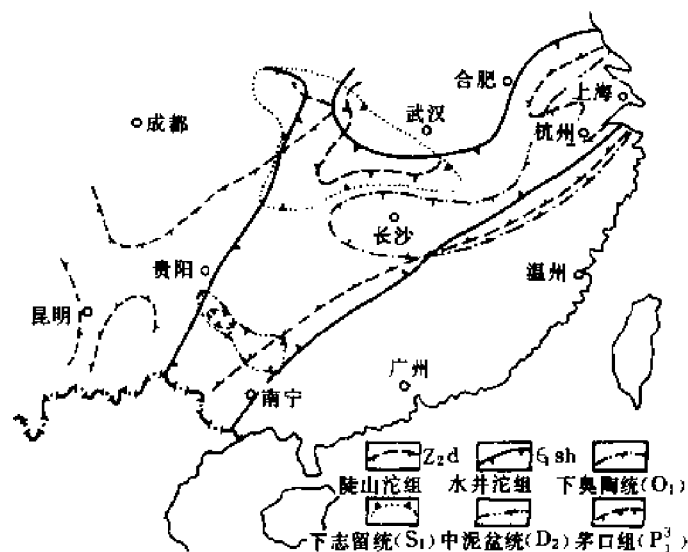 合肥
上海
武汉
成都
杭州
长沙
贵阳
温州
昆明
广州
南宁
Z₂d
Є₁sh
陡山沱组 水井沱组 下奥陶统(O₁)
下志留统(S₁) 中泥盆统(D₂) 茅口组(P₁³)